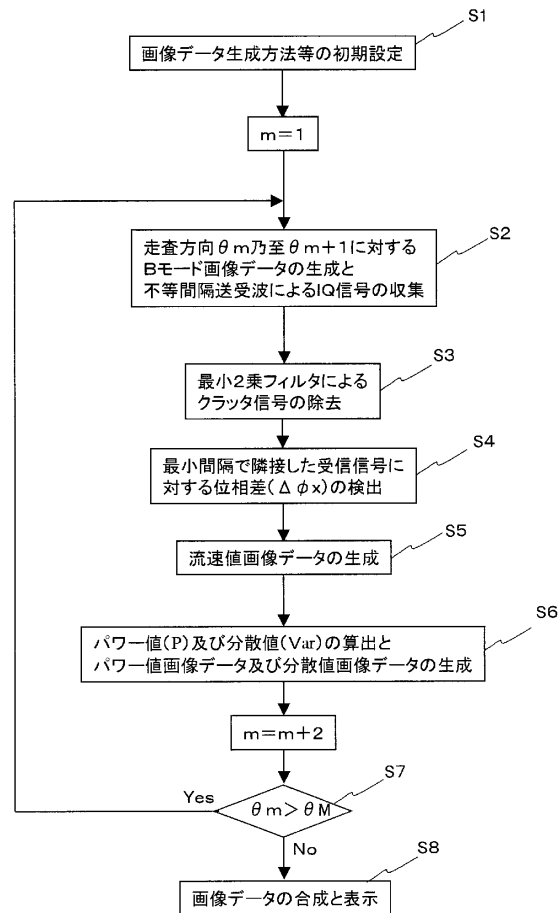 S1
画像データ生成方法等の初期設定
m=1
S2
走査方向θm乃至θm+1に対する
Bモード画像データの生成と
不等間隔送受波によるIQ信号の収集
S3
最小2乗フィルタによる
クラッタ信号の除去
S4
最小間隔で隣接した受信信号に
対する位相差(Δφx)の検出
S5
流速値画像データの生成
S6
パワー値(P)及び分散値(Var)の算出と
パワー値画像データ及び分散値画像データの生成
m=m+2
S7
Yes
θm>θM
No
S8
画像データの合成と表示